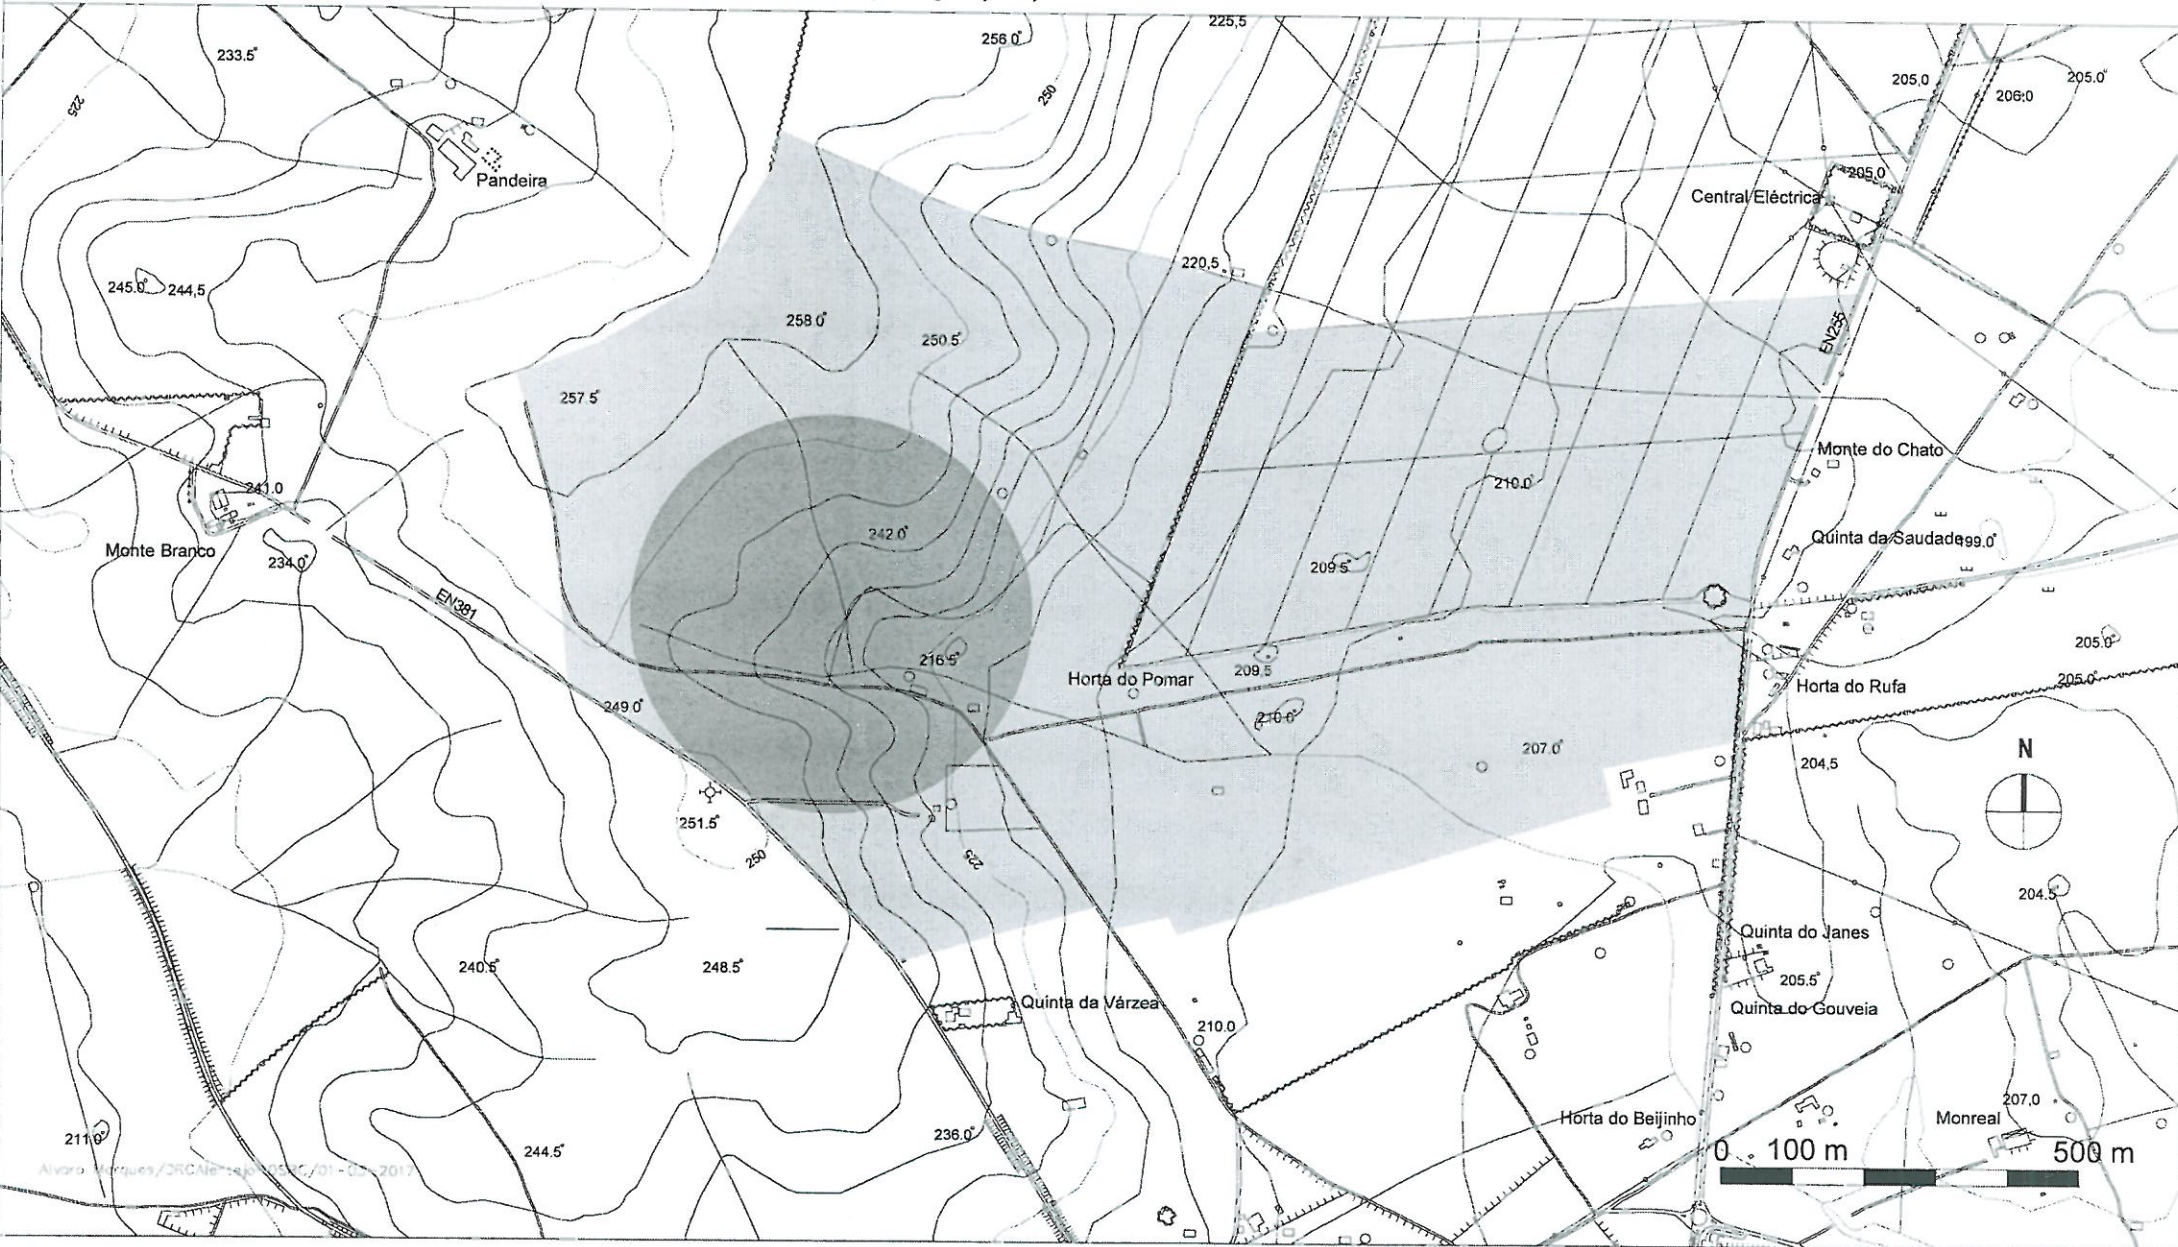 225,5
256.0
233.5
250
205,0
205.0
206.0
225
205,0
Pandeira
Central Eléctrica
220,5
245.0
244,5
258.0
EN255
250.5
257.5
Monte do Chato
241.0
210.0
242.0
Quinta da Saudade
199.0
Monte Branco
234.0
209.5
EN381
205.0
216.5
209,5
Horta do Pomar
205.0
Horta do Rufa
249.0
210.0
207.0
N
204,5
251.5
250
225
204.5
Quinta do Janes
240.5
248.5
205.5
Quinta da Várzea
Quinta do Gouveia
210.0
207,0
Horta do Beijinho
Monreal
236.0
211.0
0 100 m 500 m
244.5